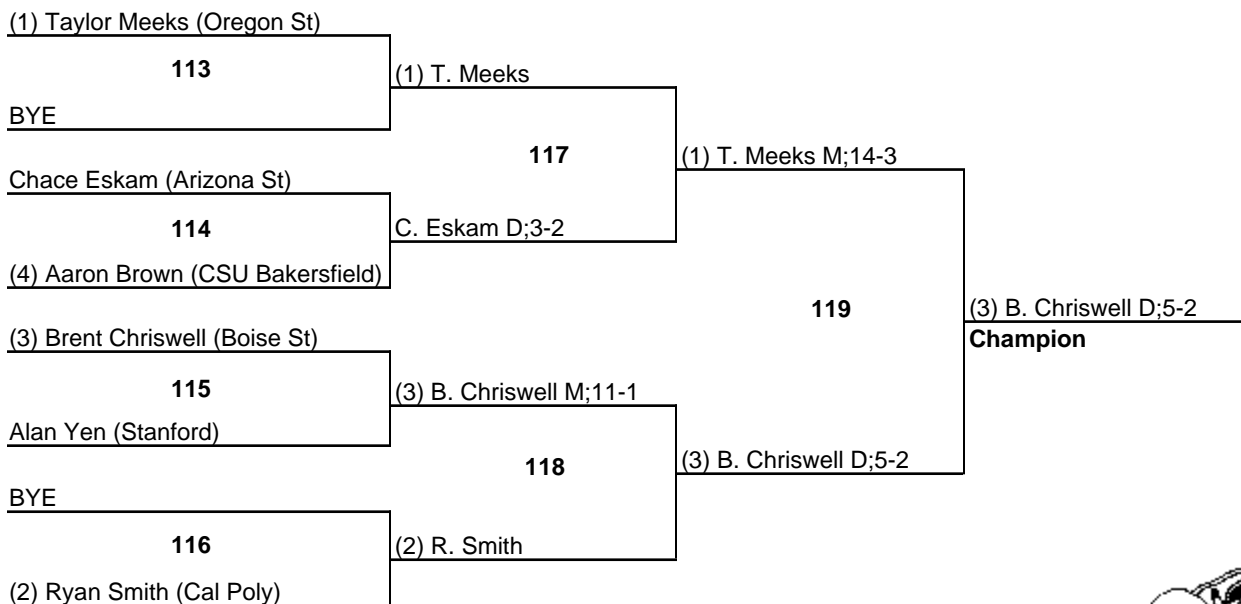 (1) Taylor Meeks (Oregon St)
113
(1) T. Meeks
BYE
117
(1) T. Meeks M;14-3
Chace Eskam (Arizona St)
114
C. Eskam D;3-2
(4) Aaron Brown (CSU Bakersfield)
119
(3) B. Chriswell D;5-2
Champion
(3) Brent Chriswell (Boise St)
115
(3) B. Chriswell M;11-1
Alan Yen (Stanford)
118
(3) B. Chriswell D;5-2
BYE
116
(2) R. Smith
(2) Ryan Smith (Cal Poly)